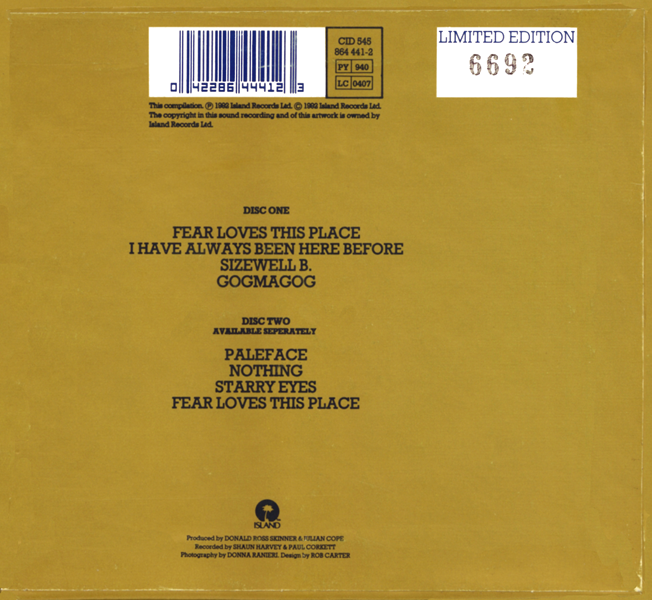 LIMITED EDITION
6692
CID 545
864 441-2
PY 940
LC 0407
0 42286 44412 3
This compilation. ℗ 1992 Island Records Ltd. © 1992 Island Records Ltd.
The copyright in this sound recording and of this artwork is owned by
Island Records Ltd.
DISC ONE
FEAR LOVES THIS PLACE
I HAVE ALWAYS BEEN HERE BEFORE
SIZEWELL B.
GOGMAGOG
DISC TWO
AVAILABLE SEPERATELY
PALEFACE
NOTHING
STARRY EYES
FEAR LOVES THIS PLACE
ISLAND
Produced by DONALD ROSS SKINNER & JULIAN COPE
Recorded by SHAUN HARVEY & PAUL CORKETT
Photography by DONNA RANIERI. Design by ROB CARTER